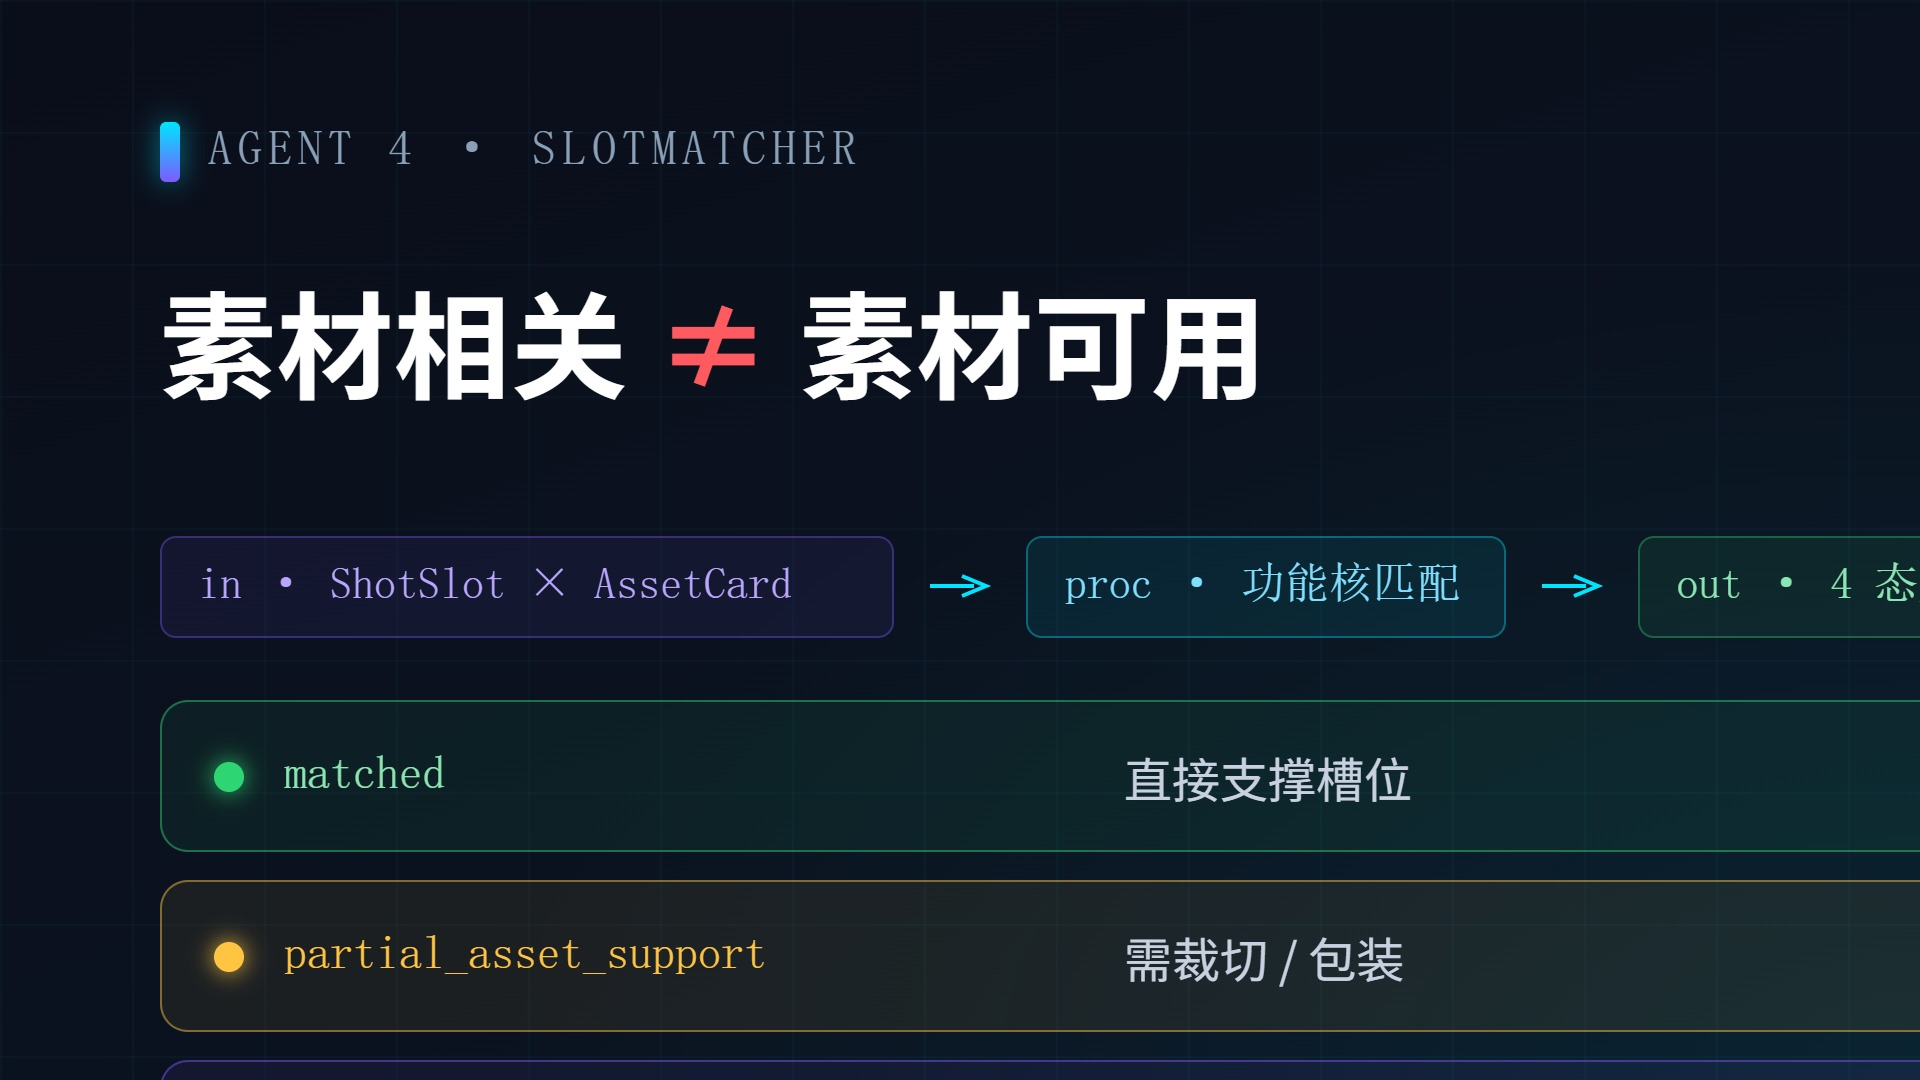 AGENT 4 • SLOTMATCHER
素材相关 ≠ 素材可用
in • ShotSlot × AssetCard → proc • 功能核匹配 → out • 4 态
matched 直接支撑槽位
partial_asset_support 需裁切 / 包装